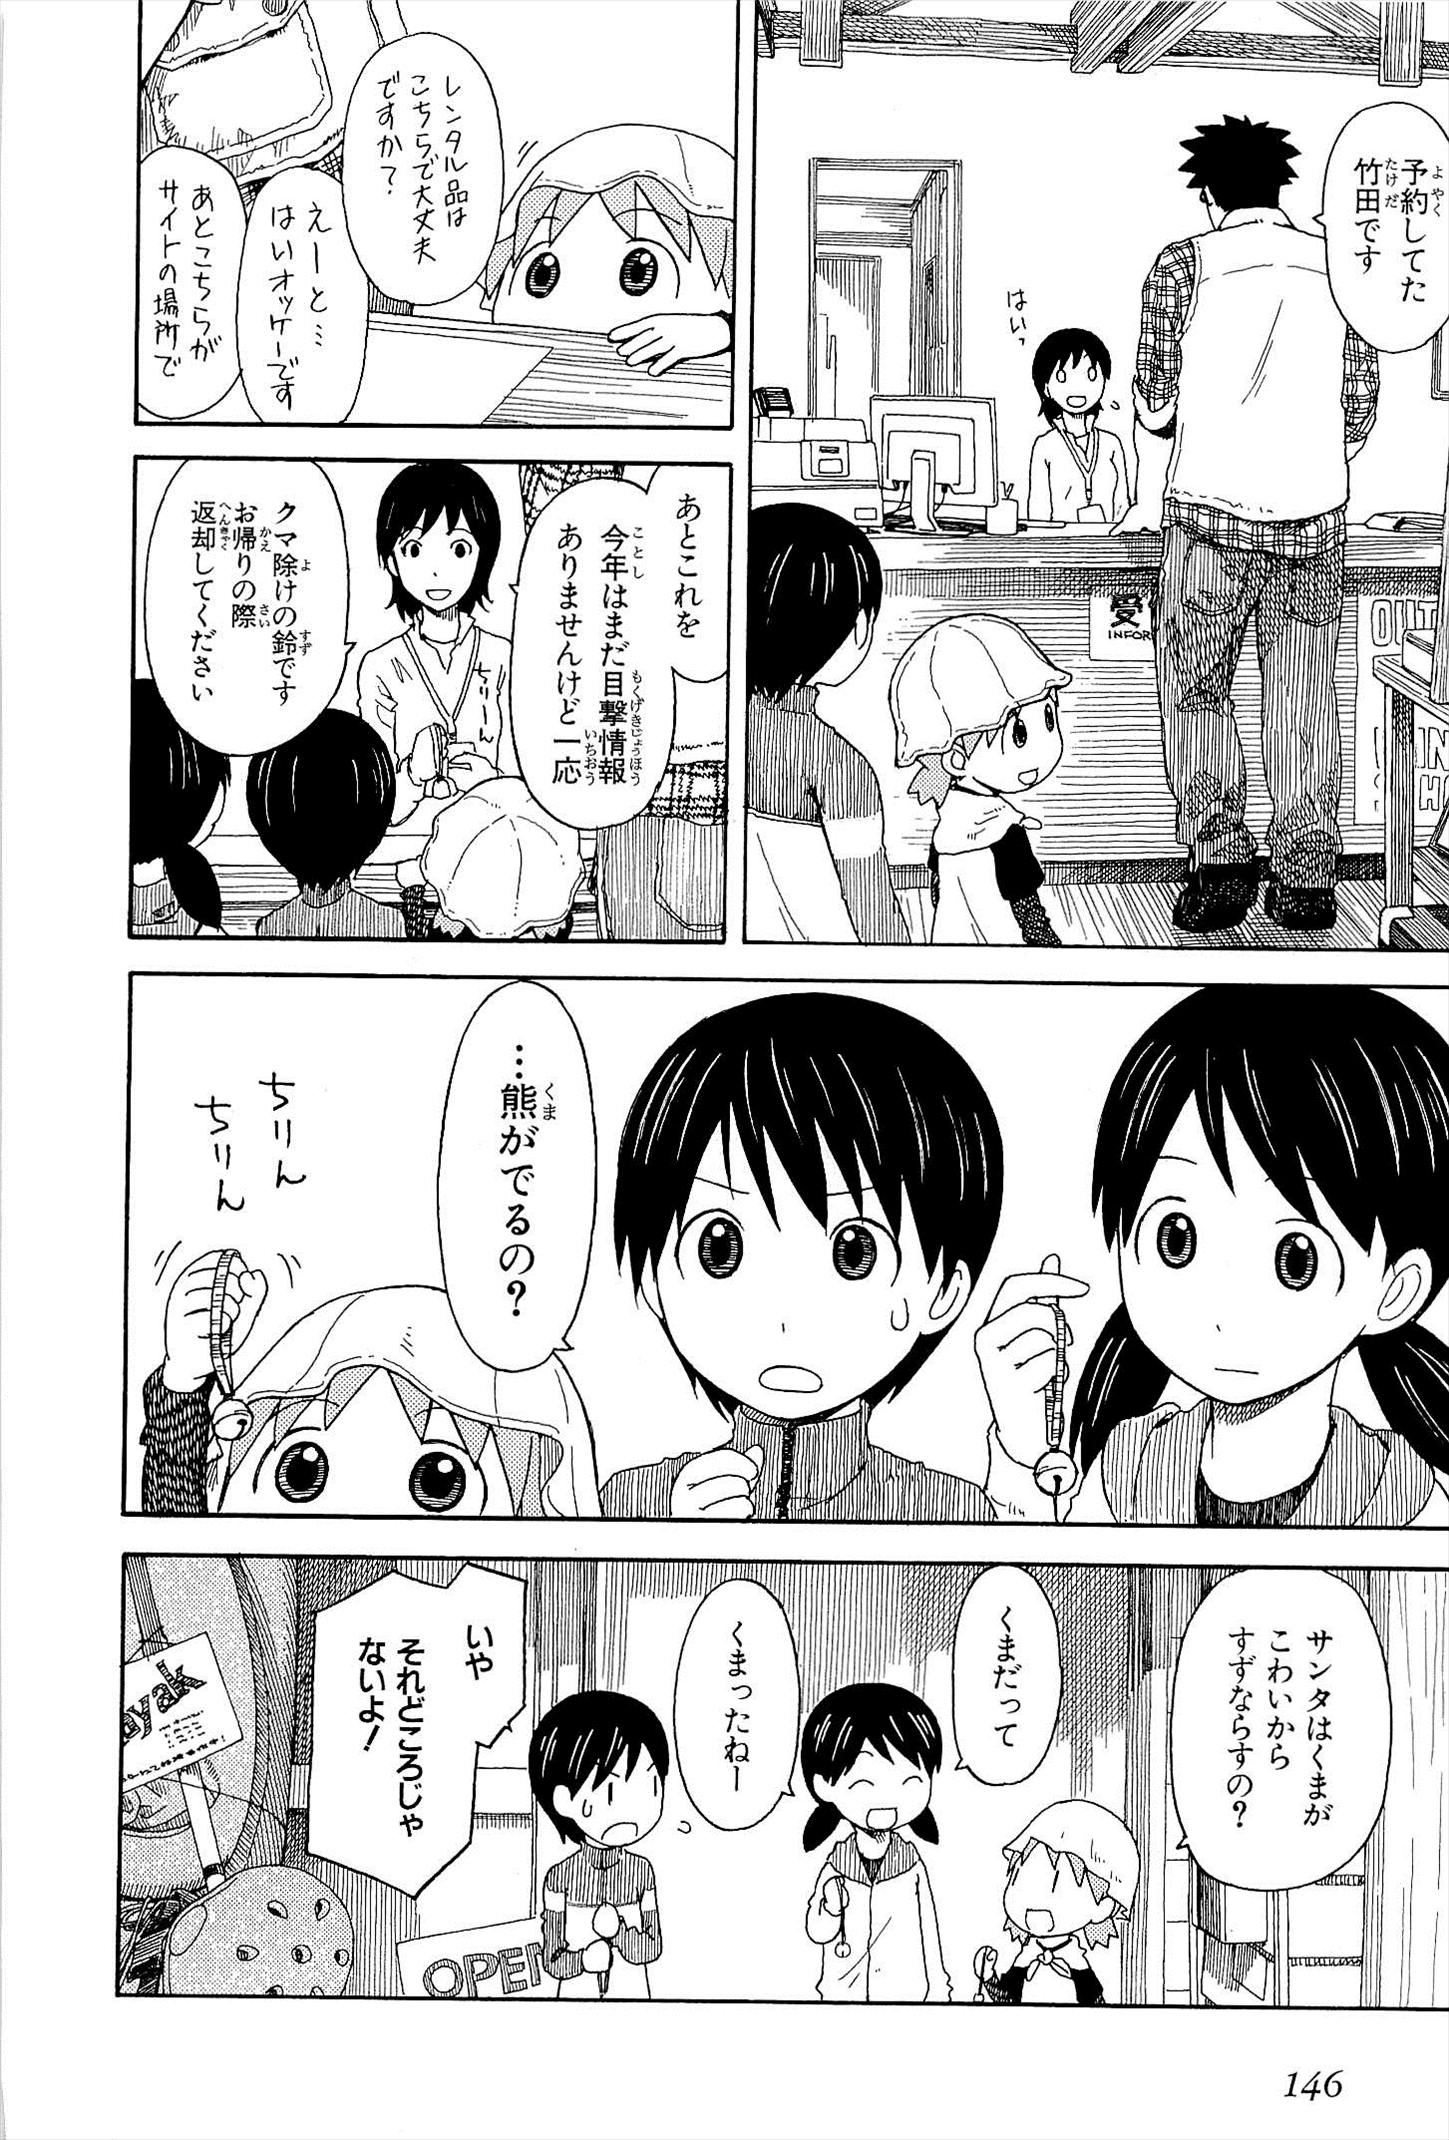 予約してた
竹田です
はいっ
受
INFOR
OUT
レンタル品は
こちらで大丈夫
ですか?
えーと…
はいオッケーです
あとこちらが
サイトの場所で
あとこれを
今年はまだ目撃情報
ありませんけど一応
ちりーん
クマ除けの鈴です
お帰りの際
返却してください
…熊がでるの?
ちりん
ちりん
サンタはくまが
こわいから
すずならすの?
くまだって
くまったねー
いや
それどころじゃ
ないよ!
ayak
OPEN
146